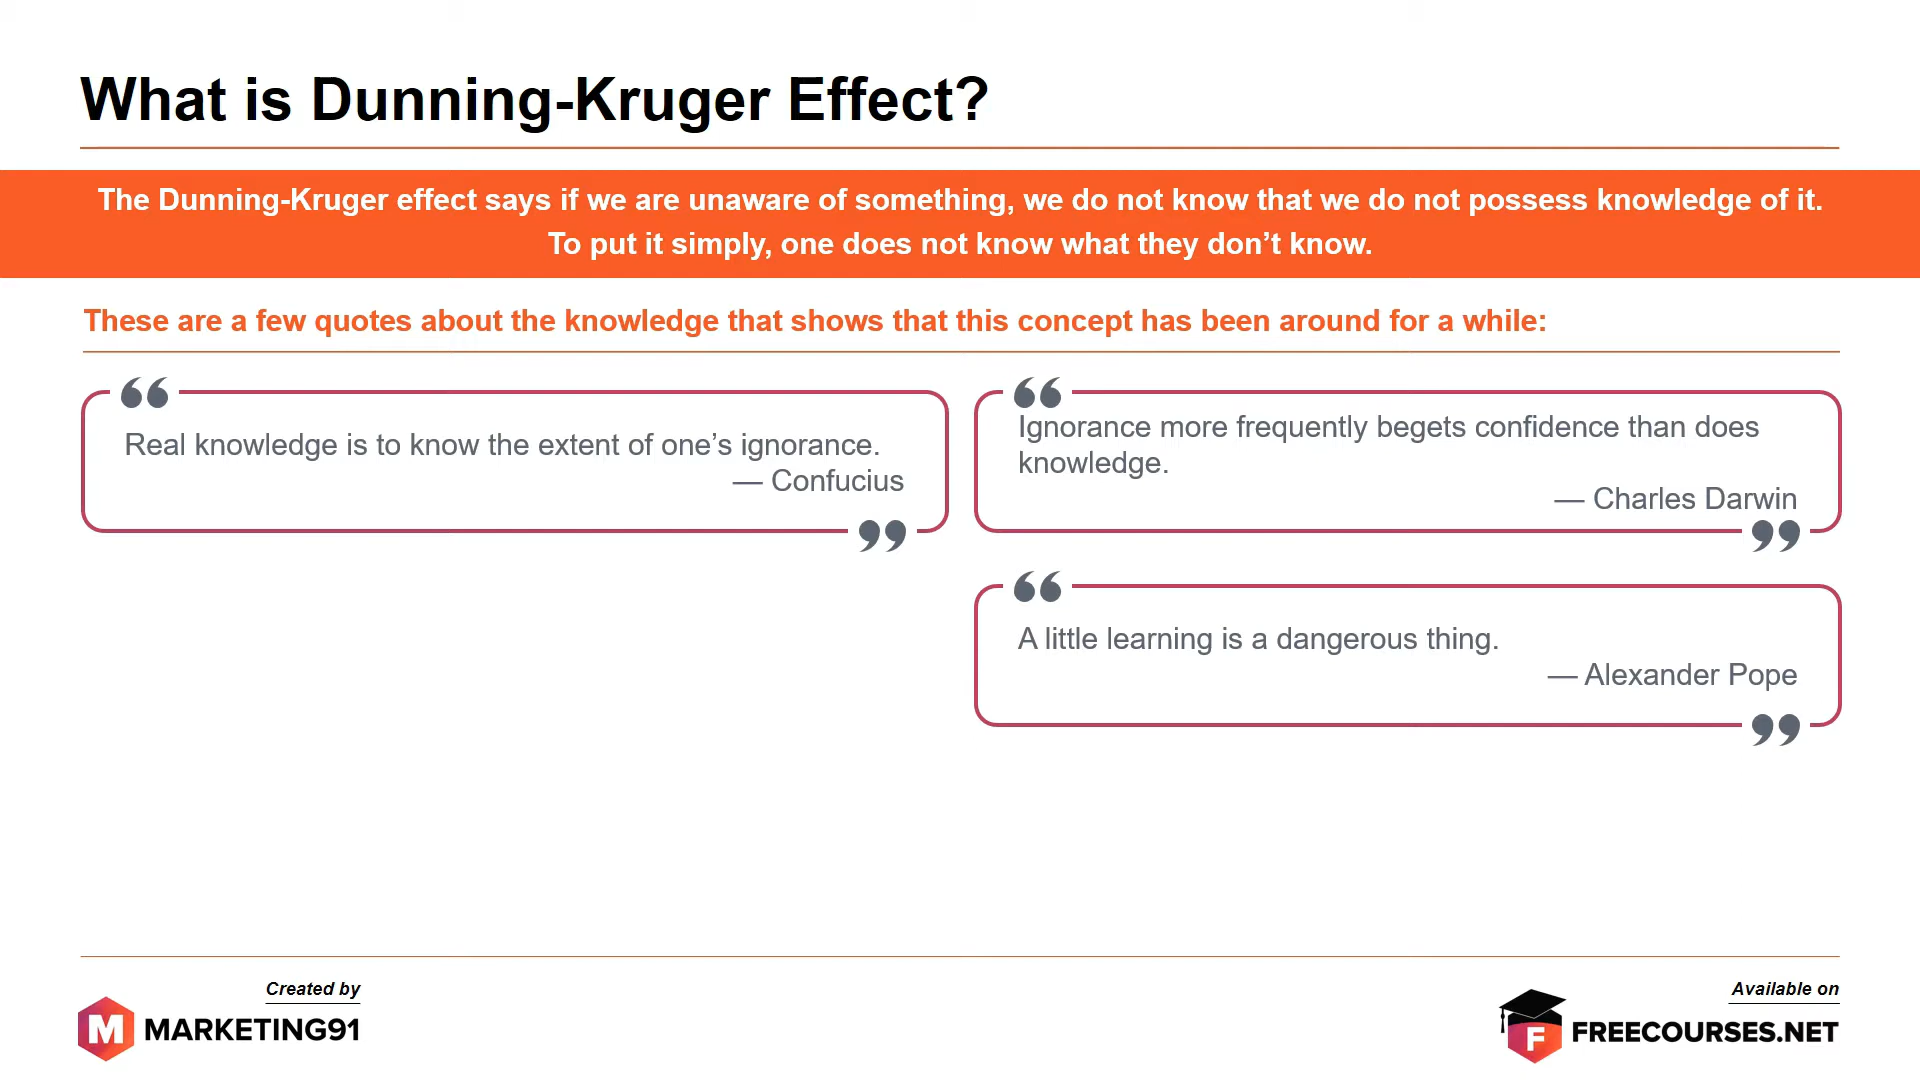 What is Dunning-Kruger Effect?
The Dunning-Kruger effect says if we are unaware of something, we do not know that we do not possess knowledge of it.
To put it simply, one does not know what they don’t know.
These are a few quotes about the knowledge that shows that this concept has been around for a while:
“
Real knowledge is to know the extent of one’s ignorance.
— Confucius
”
“
Ignorance more frequently begets confidence than does
knowledge.
— Charles Darwin
”
“
A little learning is a dangerous thing.
— Alexander Pope
”
Created by
M MARKETING91
Available on
F FREECOURSES.NET